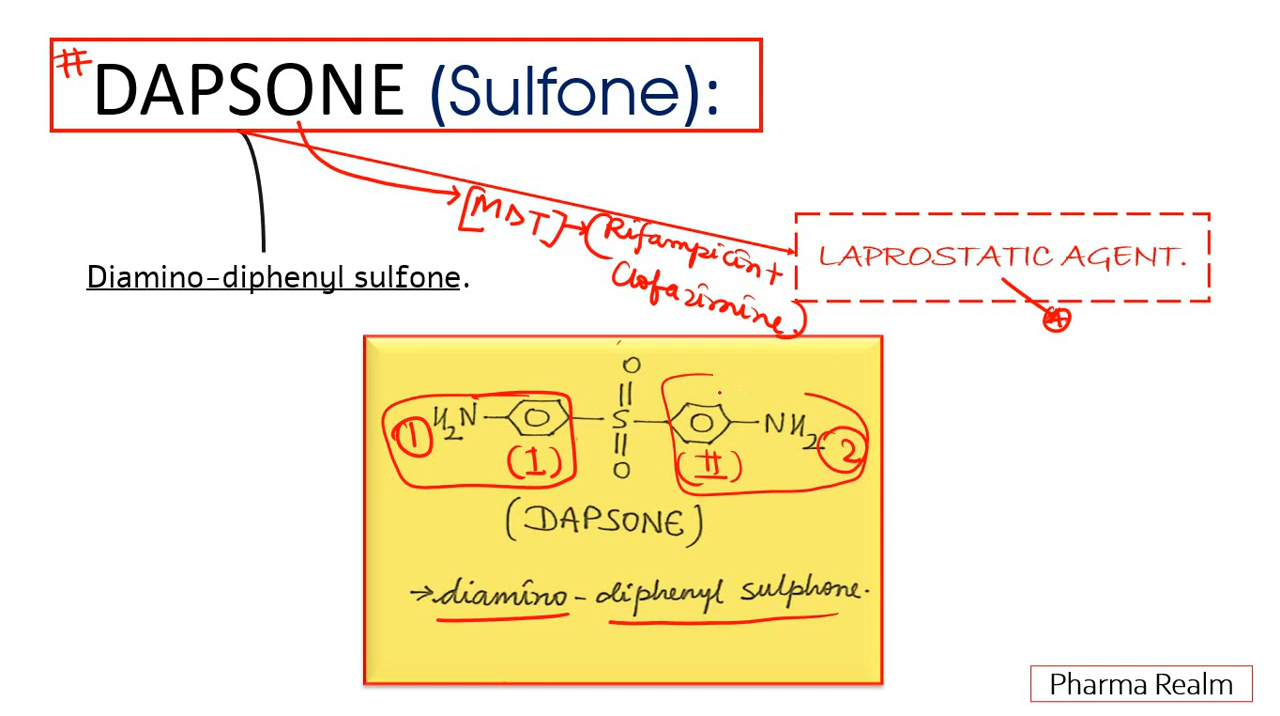 # DAPSONE (Sulfone):
[MDT] → (Rifampicin +
Clofazimine)
LAPROSTATIC AGENT.
Diamino-diphenyl sulfone.
O
||
① H₂N S NH₂ ②
(I) || (II)
O
(DAPSONE)
→ diamino - diphenyl sulphone.
Pharma Realm